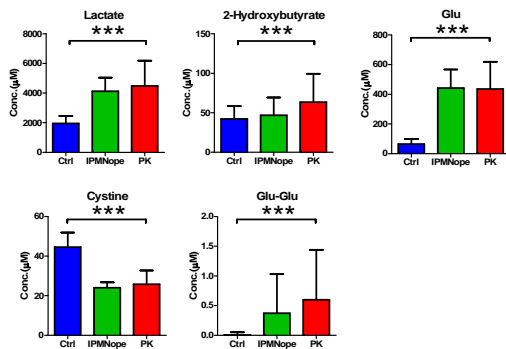 Lactate
***
Conc.(μM)
8000
6000
4000
2000
0
Ctrl IPMNope PK
2-Hydroxybutyrate
***
Conc.(μM)
150
100
50
0
Ctrl IPMNope PK
Glu
***
Conc.(μM)
800
600
400
200
0
Ctrl IPMNope PK
Cystine
***
Conc.(μM)
60
40
20
0
Ctrl IPMNope PK
Glu-Glu
***
Conc.(μM)
2.0
1.5
1.0
0.5
0.0
Ctrl IPMNope PK